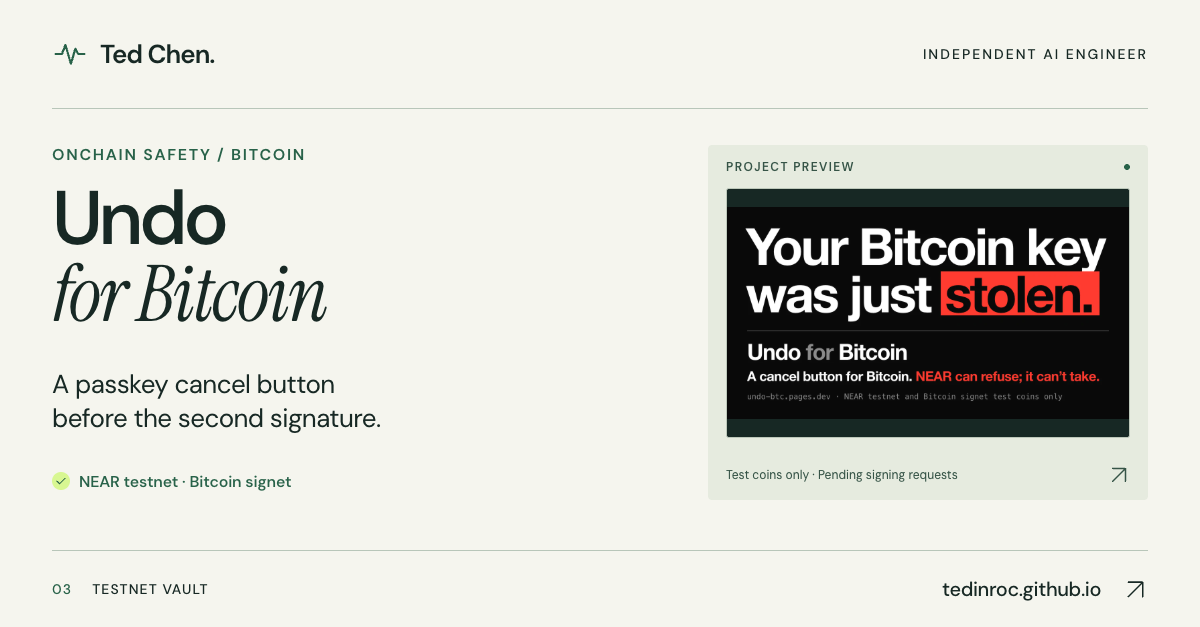 Ted Chen.
INDEPENDENT AI ENGINEER
ONCHAIN SAFETY / BITCOIN
Undo
for Bitcoin
A passkey cancel button
before the second signature.
NEAR testnet · Bitcoin signet
PROJECT PREVIEW
Your Bitcoin key
was just stolen.
Undo for Bitcoin
A cancel button for Bitcoin. NEAR can refuse; it can't take.
undo-btc.pages.dev · NEAR testnet and Bitcoin signet test coins only
Test coins only · Pending signing requests
03 TESTNET VAULT
tedinroc.github.io